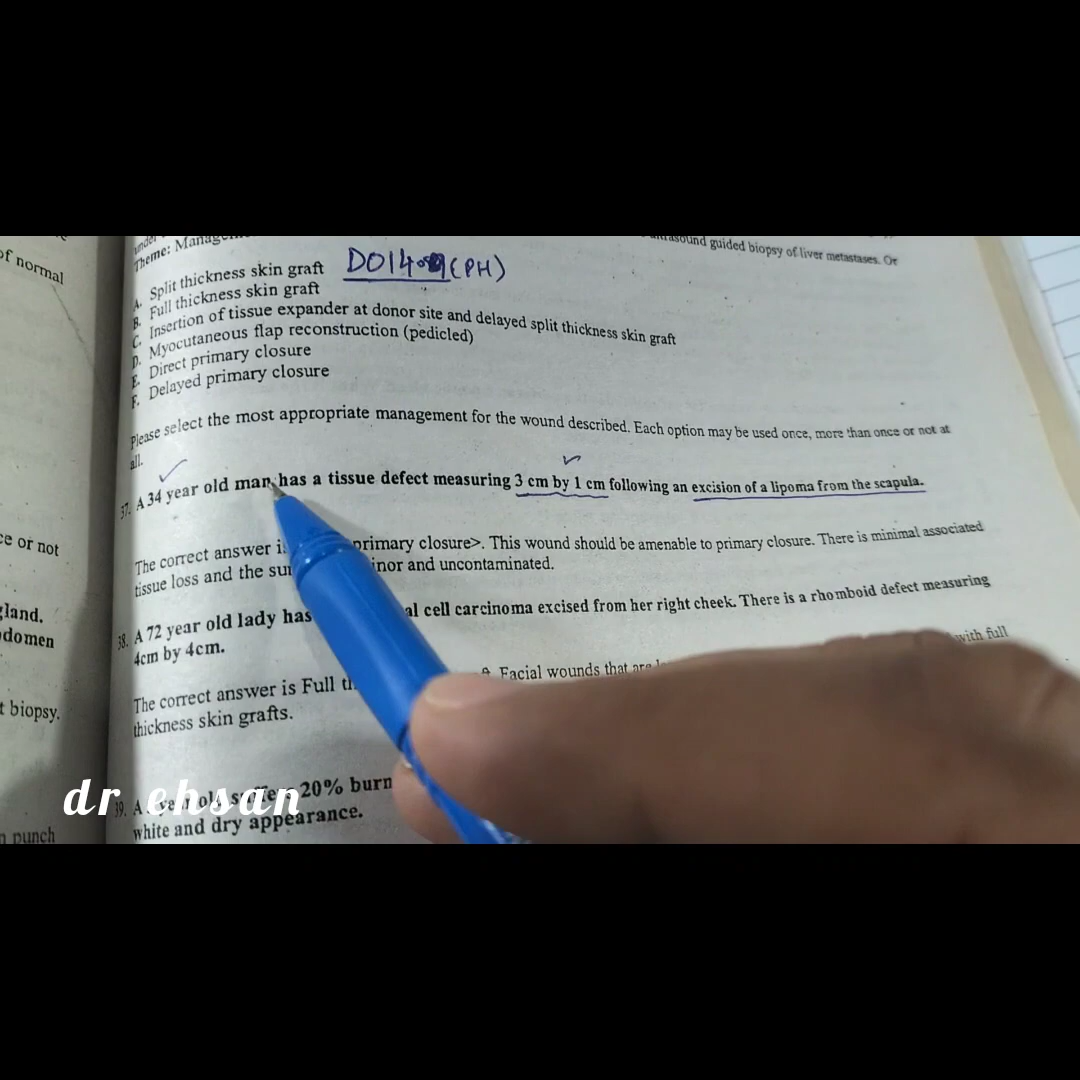 of normal
ce or not
gland.
bdomen
t biopsy.
n punch
ultrasound guided biopsy of liver metastases. Or
under
Theme:
A. Split thickness skin graft
DO14 (PH)
B. Full thickness skin graft
C. Insertion of tissue expander at donor site and delayed split thickness skin graft
D. Myocutaneous flap reconstruction (pedicled)
E. Direct primary closure
F. Delayed primary closure
Please select the most appropriate management for the wound described. Each option may be used once, more than once or not at
all.
37. A 34 year old man has a tissue defect measuring 3 cm by 1 cm following an excision of a lipoma from the scapula.
The correct answer primary closure>. This wound should be amenable to primary closure. There is minimal associated
tissue loss and the inor and uncontaminated.
38. A 72 year old lady has al cell carcinoma excised from her right cheek. There is a rhomboid defect measuring
4cm by 4cm.
The correct answer is Full Facial wounds that are with full
thickness skin grafts.
39. A year old 20% burn
white and dry appearance.
dr ehsan